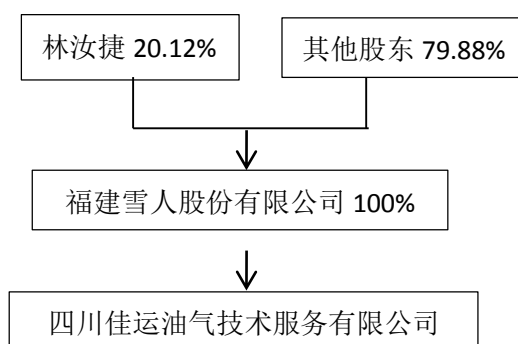 林汝捷 20.12%
其他股东 79.88%
福建雪人股份有限公司 100%
四川佳运油气技术服务有限公司